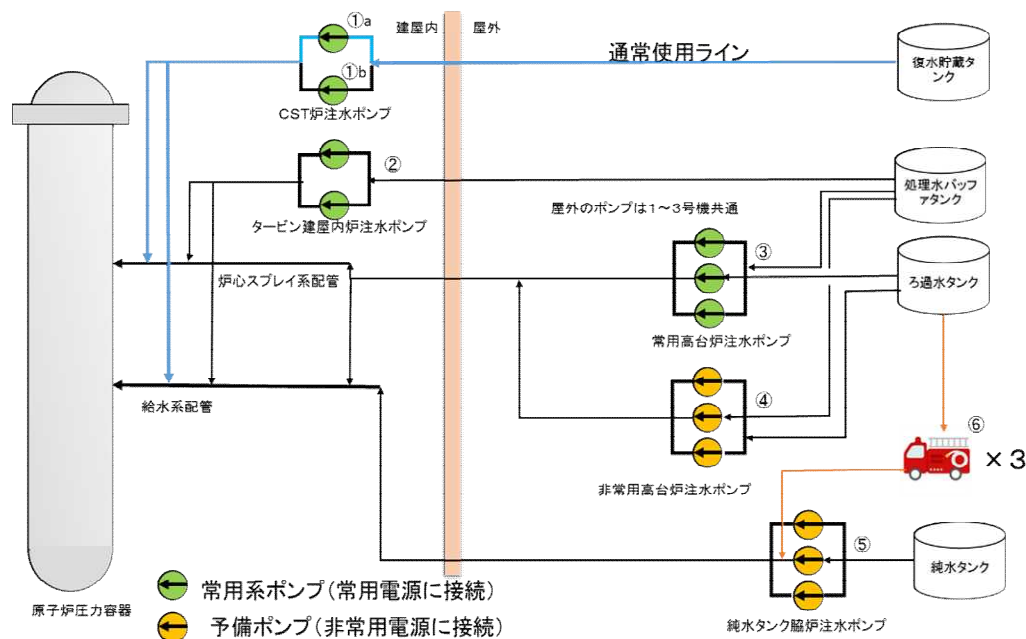 ①a
建屋内
屋外
通常使用ライン
復水貯蔵タ
ンク
①b
CST炉注水ポンプ
②
処理水バッフ
ァタンク
屋外のポンプは1～3号機共通
タービン建屋内炉注水ポンプ
③
炉心スプレイ系配管
ろ過水タンク
常用高台炉注水ポンプ
④
給水系配管
⑥
×3
非常用高台炉注水ポンプ
⑤
純水タンク
常用系ポンプ(常用電源に接続)
原子炉圧力容器
予備ポンプ(非常用電源に接続)
純水タンク脇炉注水ポンプ